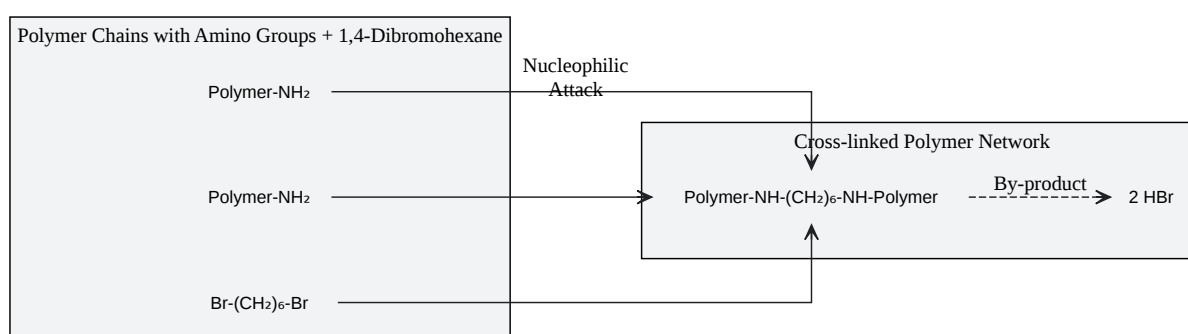 Polymer Chains with Amino Groups + 1,4-Dibromohexane
Nucleophilic
Attack
Polymer-NH₂
Cross-linked Polymer Network
Polymer-NH₂
Polymer-NH-(CH₂)₆-NH-Polymer
By-product
2 HBr
Br-(CH₂)₆-Br